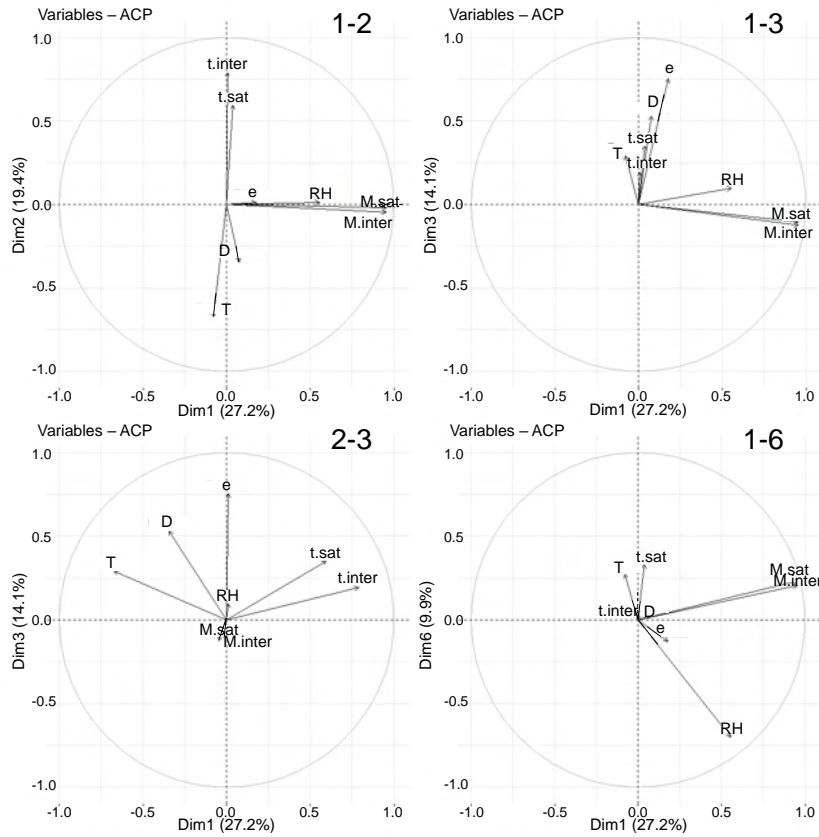 Variables – ACP
1-2
1.0
t.inter
t.sat
0.5
Dim2 (19.4%)
e
RH
M.sat
0.0
M.inter
D
-0.5
T
-1.0
-1.0
-0.5
0.0
0.5
1.0
Dim1 (27.2%)
Variables – ACP
1-3
1.0
e
D
0.5
t.sat
T
t.inter
Dim3 (14.1%)
RH
0.0
M.sat
M.inter
-0.5
-1.0
-1.0
-0.5
0.0
0.5
1.0
Dim1 (27.2%)
Variables – ACP
2-3
1.0
e
D
0.5
T
t.sat
t.inter
Dim3 (14.1%)
RH
0.0
M.sat
M.inter
-0.5
-1.0
-1.0
-0.5
0.0
0.5
1.0
Dim1 (27.2%)
Variables – ACP
1-6
1.0
0.5
T
t.sat
M.sat
M.inter
Dim6 (9.9%)
t.inter
D
0.0
e
-0.5
RH
-1.0
-1.0
-0.5
0.0
0.5
1.0
Dim1 (27.2%)